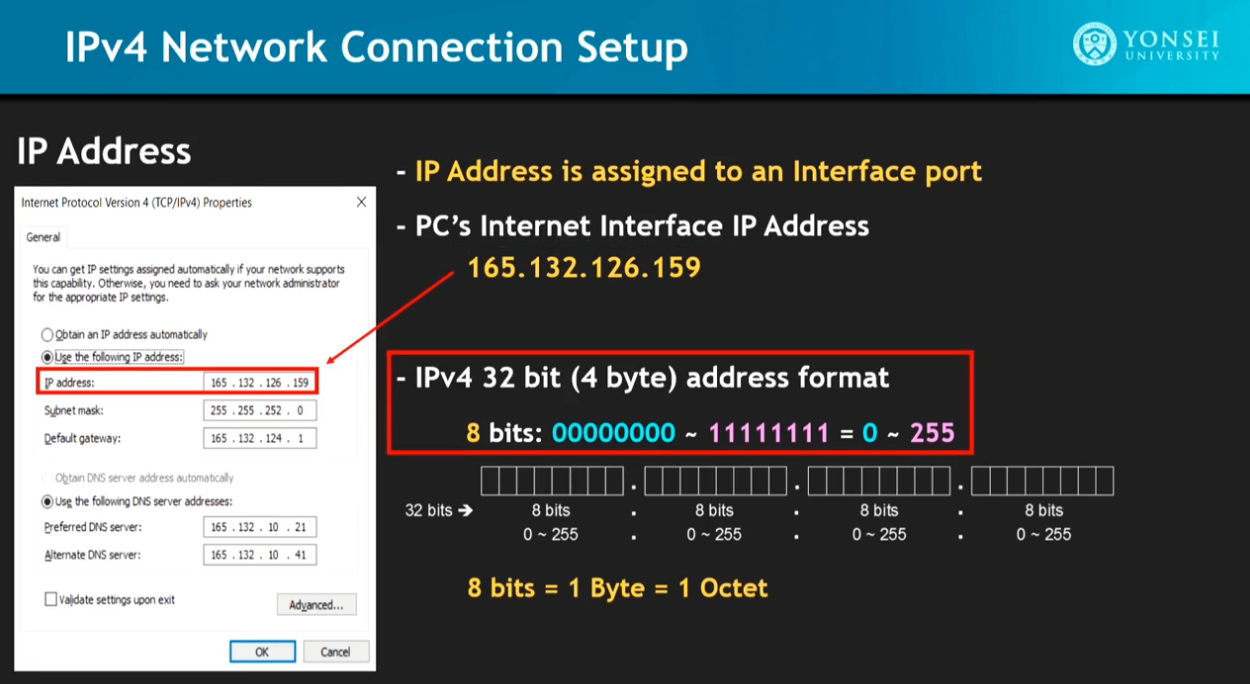 IPv4 Network Connection Setup
YONSEI
UNIVERSITY
IP Address
Internet Protocol Version 4 (TCP/IPv4) Properties
General
You can get IP settings assigned automatically if your network supports
this capability. Otherwise, you need to ask your network administrator
for the appropriate IP settings.
Obtain an IP address automatically
Use the following IP address:
IP address: 165 . 132 . 126 . 159
Subnet mask: 255 . 255 . 252 . 0
Default gateway: 165 . 132 . 124 . 1
Obtain DNS server address automatically
Use the following DNS server addresses:
Preferred DNS server: 165 . 132 . 10 . 21
Alternate DNS server: 165 . 132 . 10 . 41
Validate settings upon exit
Advanced...
OK Cancel
- IP Address is assigned to an Interface port
- PC’s Internet Interface IP Address
165.132.126.159
- IPv4 32 bit (4 byte) address format
8 bits: 00000000 ~ 11111111 = 0 ~ 255
. . .
32 bits ➔ 8 bits . 8 bits . 8 bits . 8 bits
0 ~ 255 . 0 ~ 255 . 0 ~ 255 . 0 ~ 255
8 bits = 1 Byte = 1 Octet